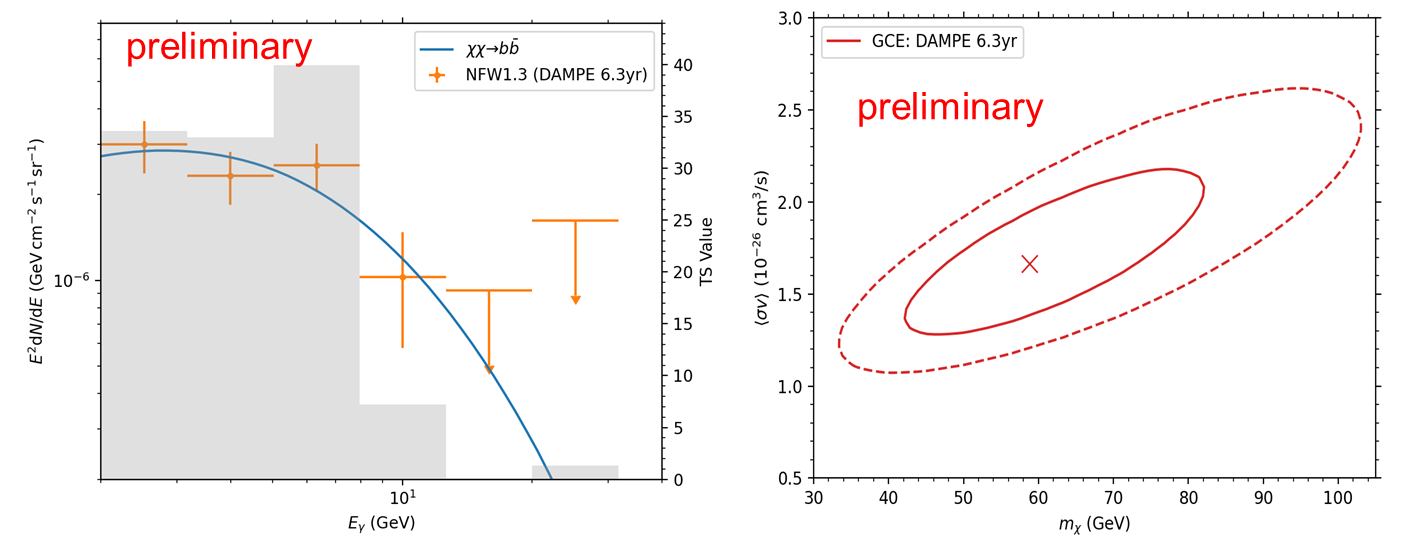 preliminary
χχ→bb̄
NFW1.3 (DAMPE 6.3yr)
E²dN/dE (GeV cm⁻² s⁻¹ sr⁻¹)
10⁻⁶
40
35
30
25
20
15
10
5
0
TS Value
10¹
Eᵧ (GeV)
GCE: DAMPE 6.3yr
preliminary
⟨σv⟩ (10⁻²⁶ cm³/s)
3.0
2.5
2.0
1.5
1.0
0.5
30 40 50 60 70 80 90 100
mᵪ (GeV)